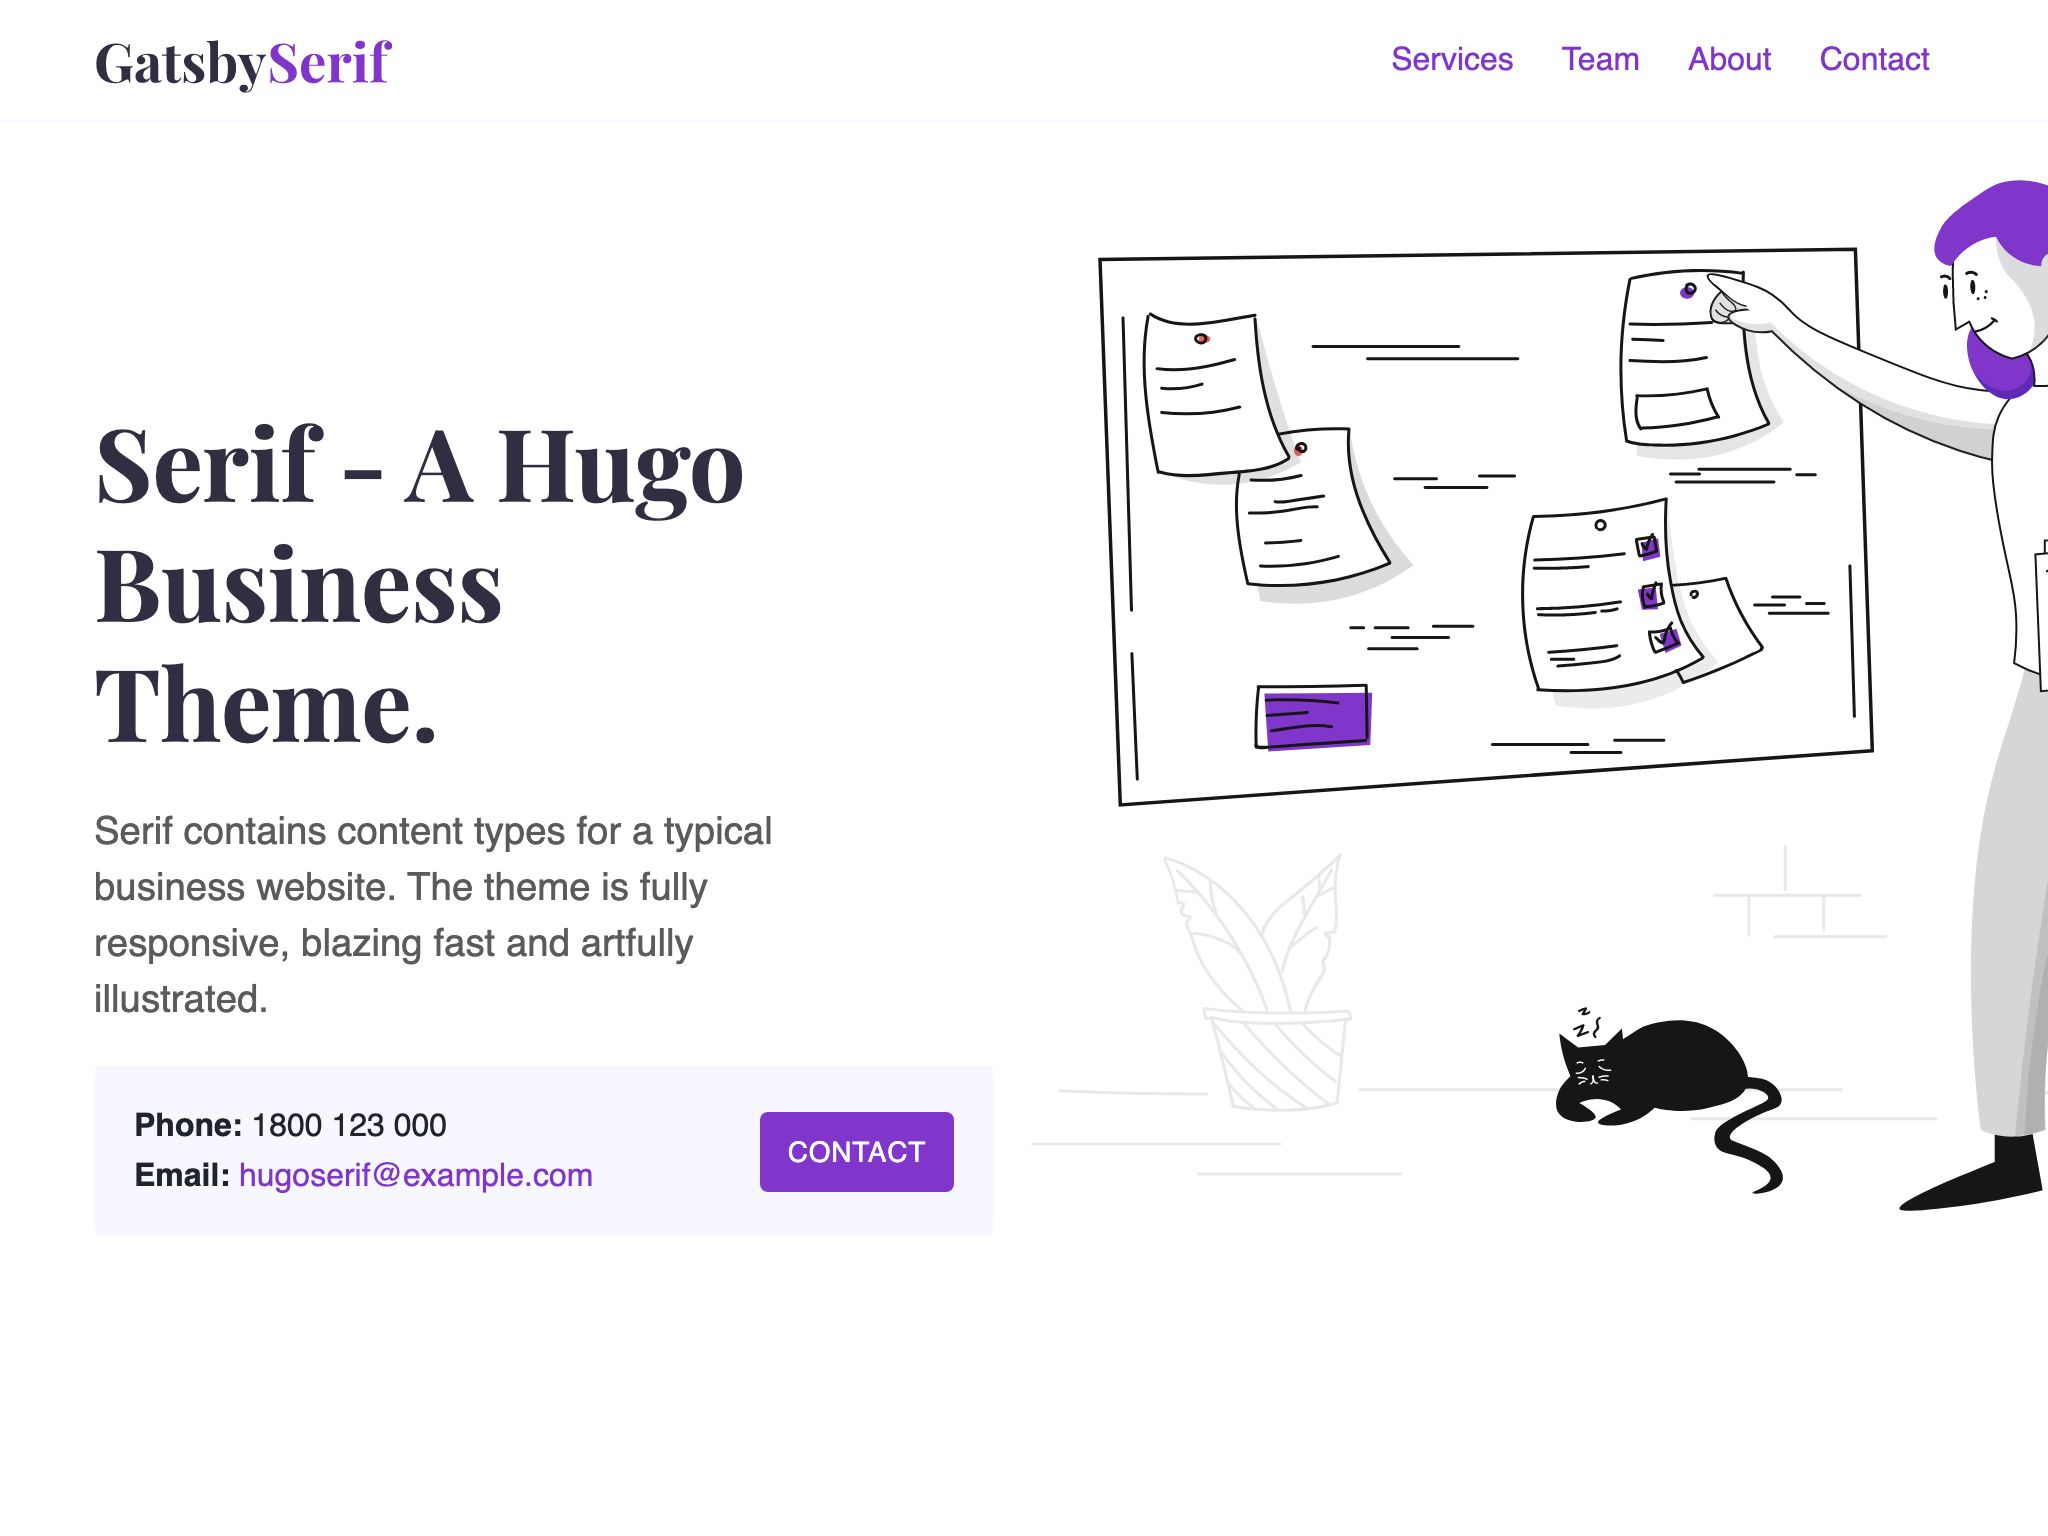 GatsbySerif
Services Team About Contact
Serif - A Hugo
Business
Theme.
Serif contains content types for a typical
business website. The theme is fully
responsive, blazing fast and artfully
illustrated.
Phone: 1800 123 000
Email: hugoserif@example.com
CONTACT